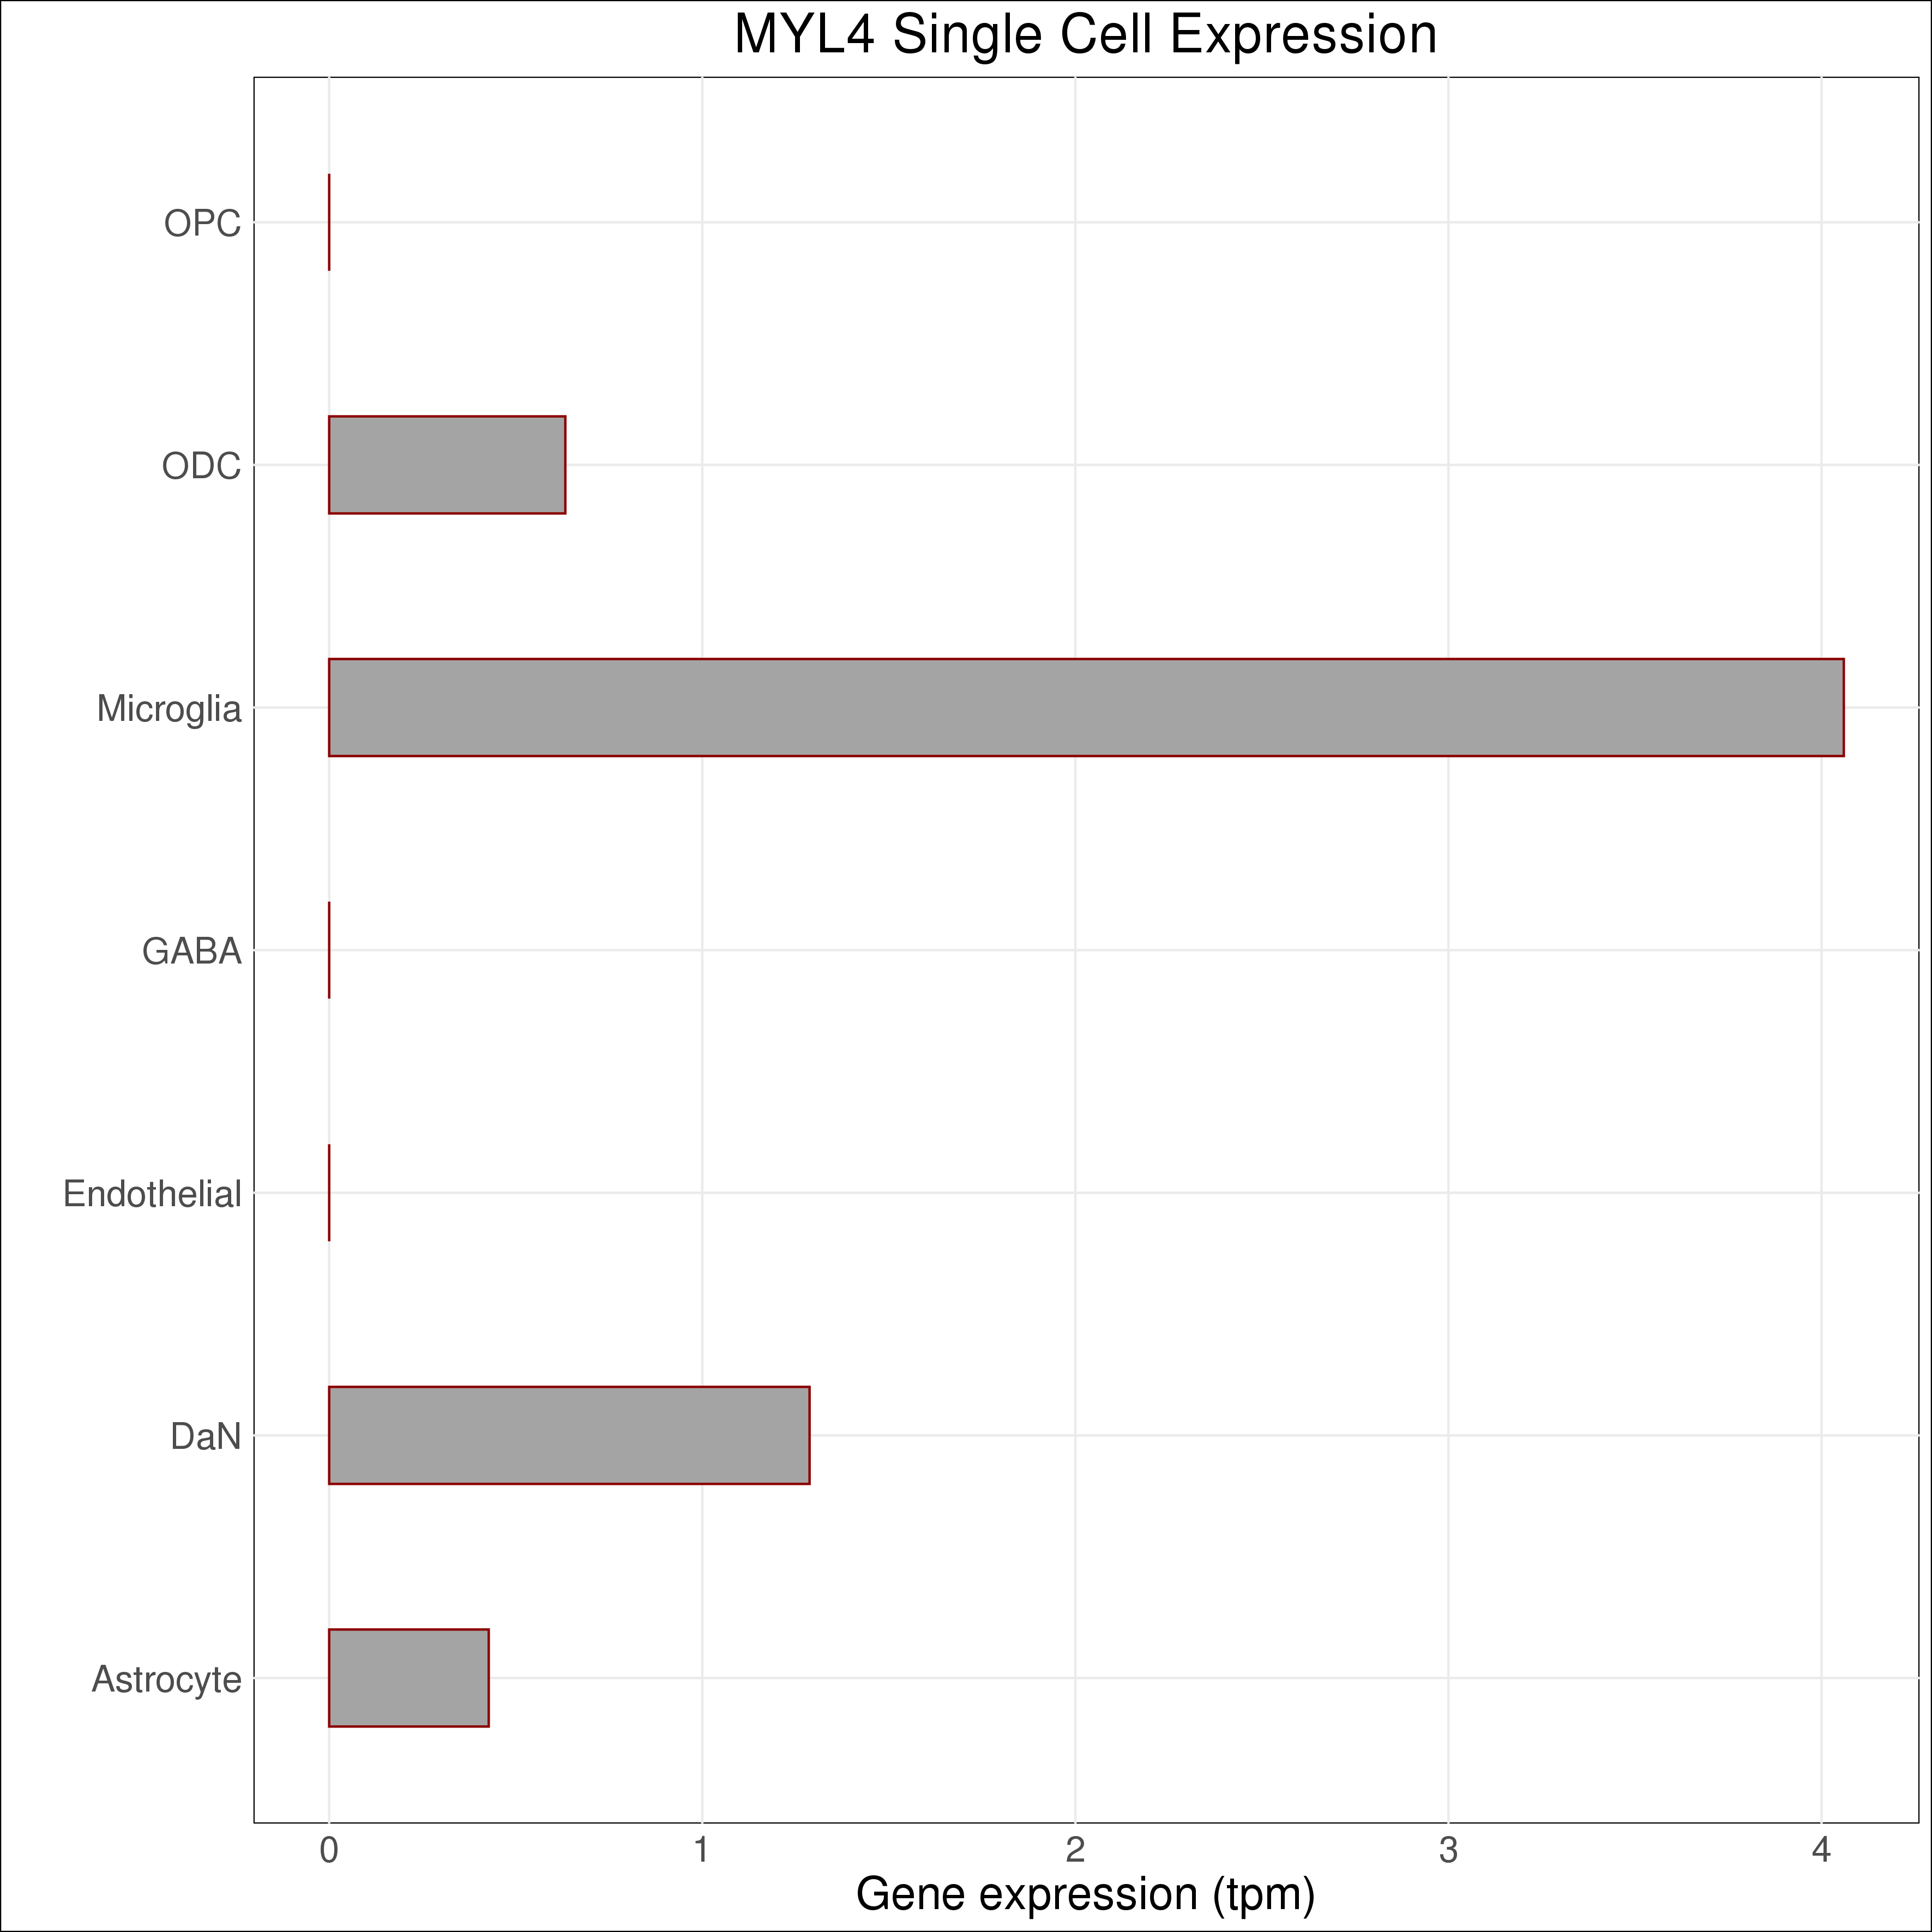 MYL4 Single Cell Expression
OPC
ODC
Microglia
GABA
Endothelial
DaN
Astrocyte
0 1 2 3 4
Gene expression (tpm)